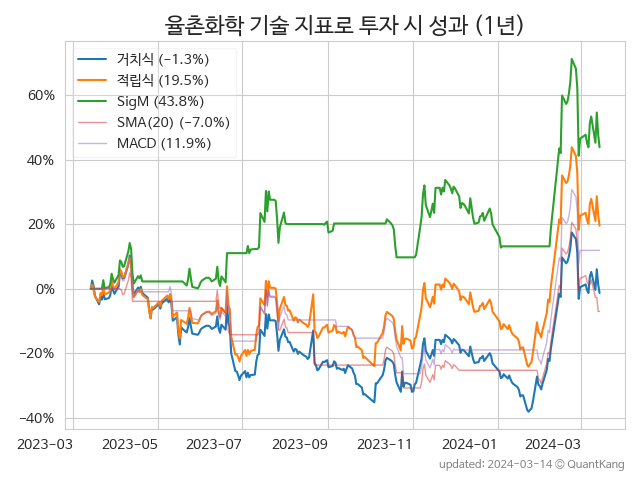 율촌화학 기술 지표로 투자 시 성과 (1년)
거치식 (-1.3%)
적립식 (19.5%)
SigM (43.8%)
SMA(20) (-7.0%)
MACD (11.9%)
60%
40%
20%
0%
-20%
-40%
2023-03 2023-05 2023-07 2023-09 2023-11 2024-01 2024-03
updated: 2024-03-14 © QuantKang